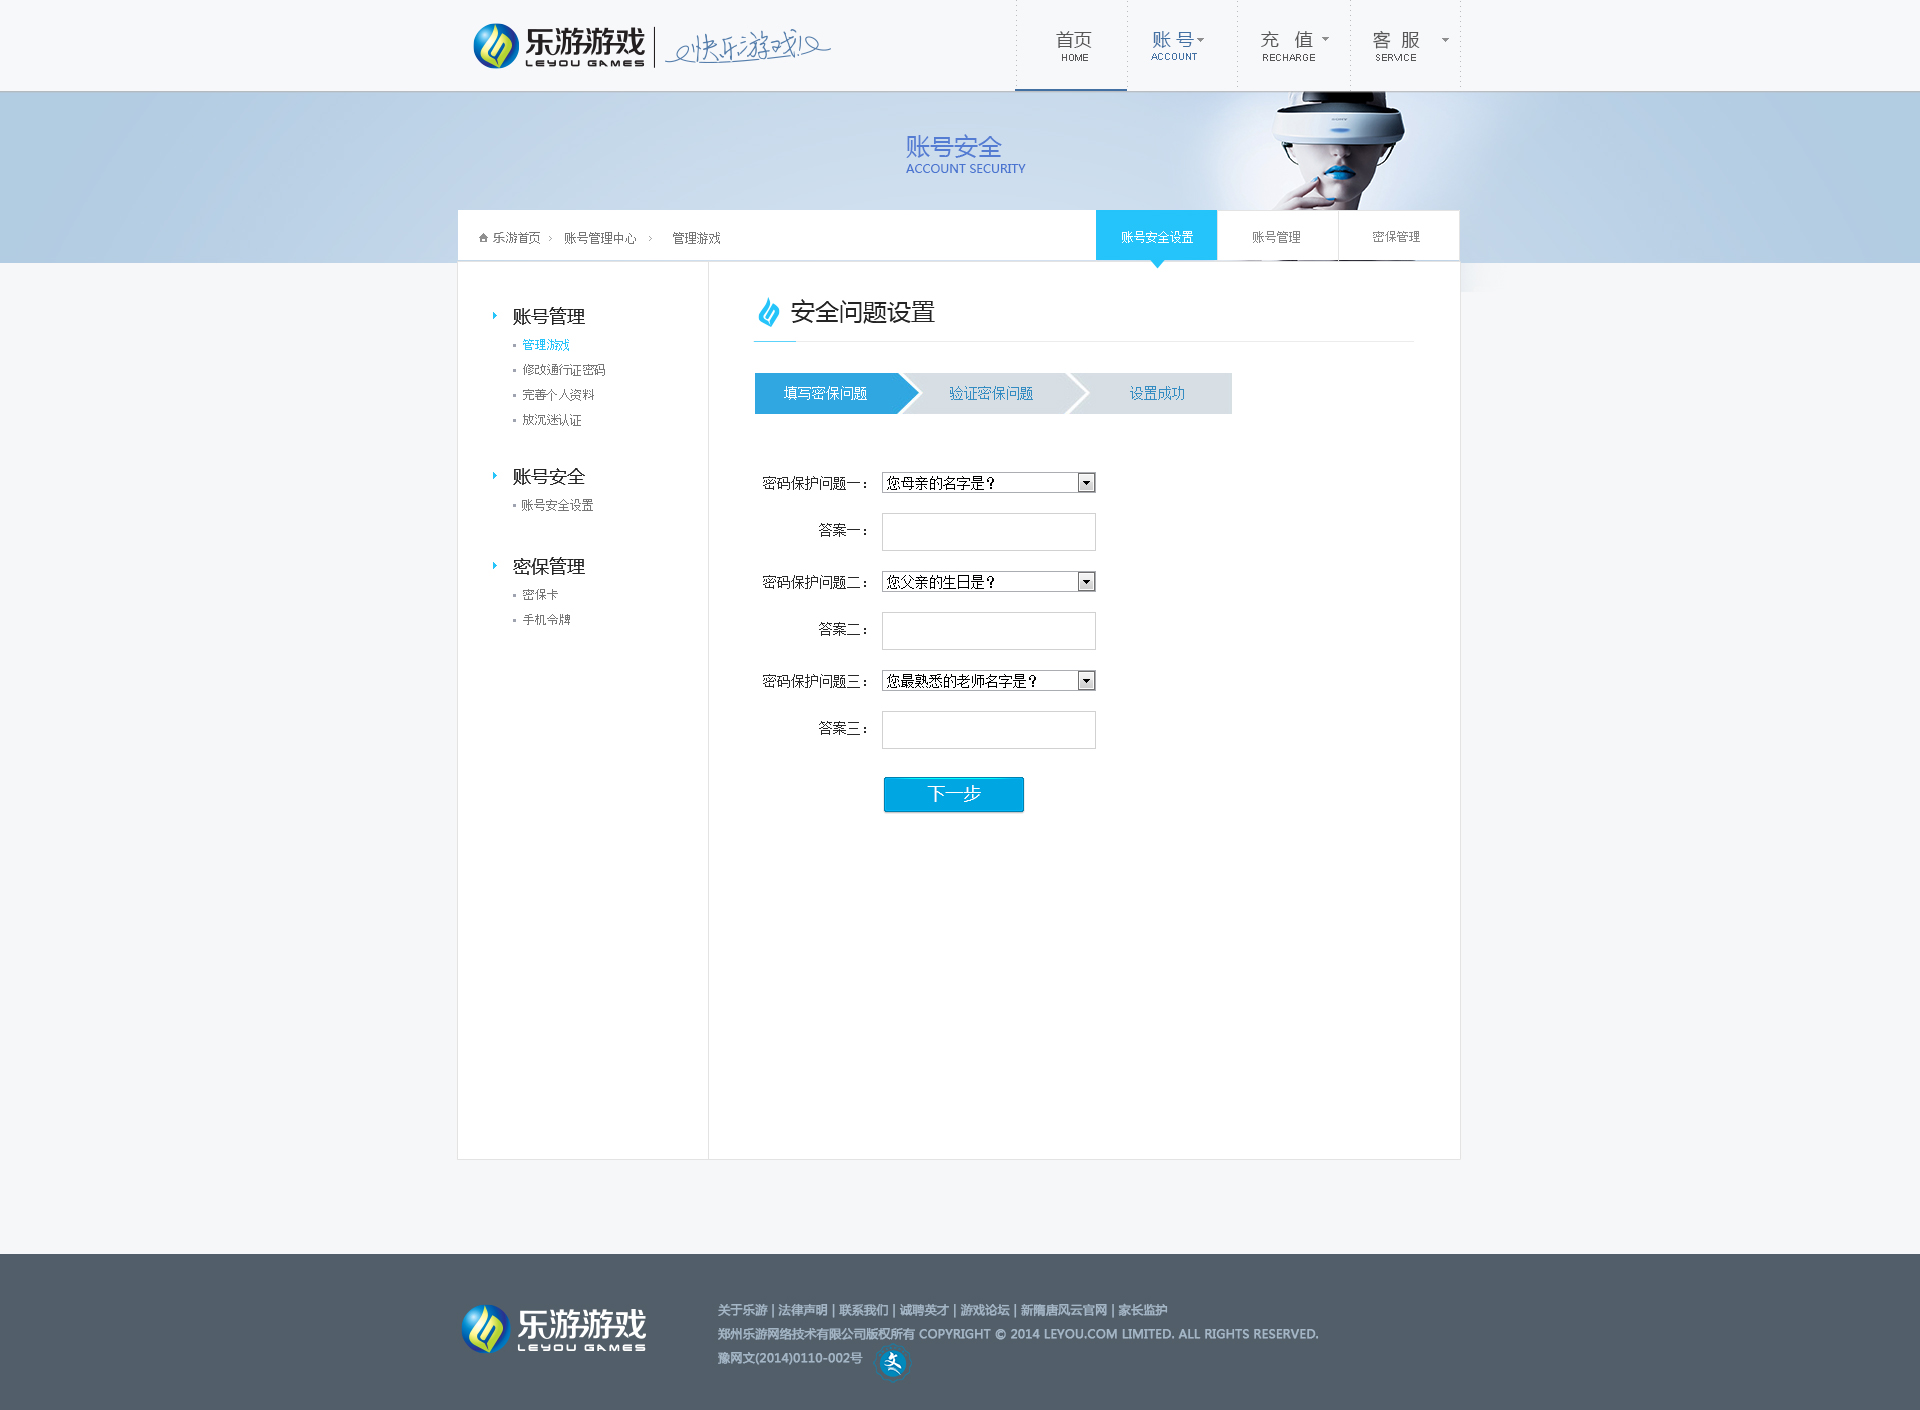 乐游游戏
LEYOU GAMES
快乐游戏
首页
HOME
账 号
ACCOUNT
充 值
RECHARGE
客 服
SERVICE
账号安全
ACCOUNT SECURITY
乐游首页 > 账号管理中心 > 管理游戏
账号安全设置
账号管理
密保管理
账号管理
管理游戏
修改通行证密码
完善个人资料
放沉迷认证
账号安全
账号安全设置
密保管理
密保卡
手机令牌
安全问题设置
填写密保问题
验证密保问题
设置成功
密码保护问题一：
您母亲的名字是？
答案一：
密码保护问题二：
您父亲的生日是？
答案二：
密码保护问题三：
您最熟悉的老师名字是？
答案三：
下一步
乐游游戏
LEYOU GAMES
关于乐游 | 法律声明 | 联系我们 | 诚聘英才 | 游戏论坛 | 新隋唐风云官网 | 家长监护
郑州乐游网络技术有限公司版权所有 COPYRIGHT © 2014 LEYOU.COM LIMITED. ALL RIGHTS RESERVED.
豫网文(2014)0110-002号